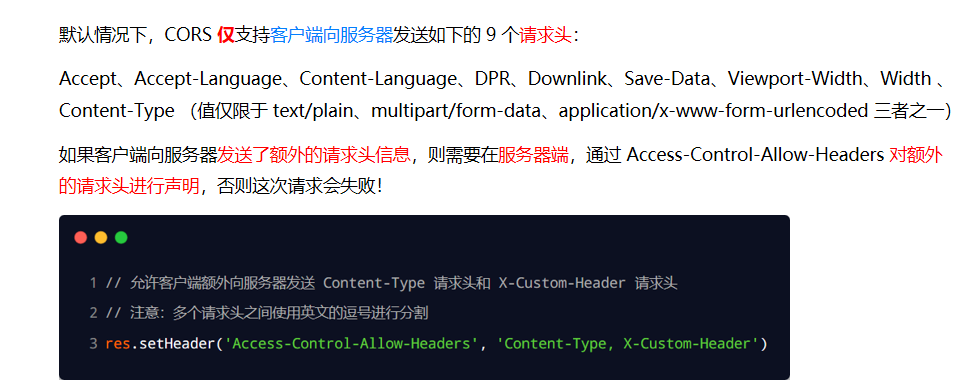 默认情况下，CORS 仅支持客户端向服务器发送如下的 9 个请求头：
Accept、Accept-Language、Content-Language、DPR、Downlink、Save-Data、Viewport-Width、Width 、
Content-Type （值仅限于 text/plain、multipart/form-data、application/x-www-form-urlencoded 三者之一）
如果客户端向服务器发送了额外的请求头信息，则需要在服务器端，通过 Access-Control-Allow-Headers 对额外
的请求头进行声明，否则这次请求会失败！
1 // 允许客户端额外向服务器发送 Content-Type 请求头和 X-Custom-Header 请求头
2 // 注意：多个请求头之间使用英文的逗号进行分割
3 res.setHeader('Access-Control-Allow-Headers', 'Content-Type, X-Custom-Header')